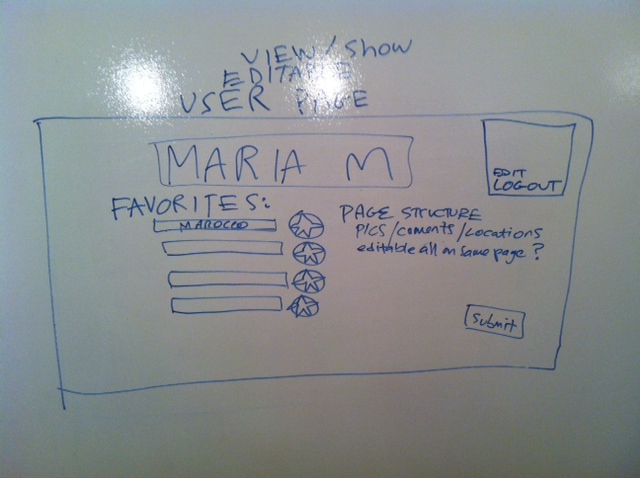 VIEW/Show
EDITABLE
USER PAGE
MARIA M
EDIT
LOGOUT
FAVORITES:
MAROCCO
PAGE STRUCTURE
PICS/COMENTS/LOCATIONS
editable all on same page?
Submit